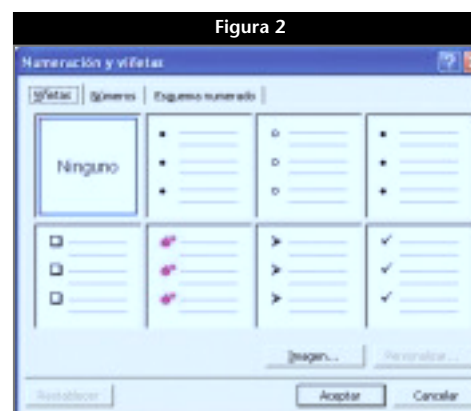 Figura 2
Numeración y viñetas
Viñetas Números Esquema numerado
Ninguno
Imagen... Personalizar...
Restablecer Aceptar Cancelar